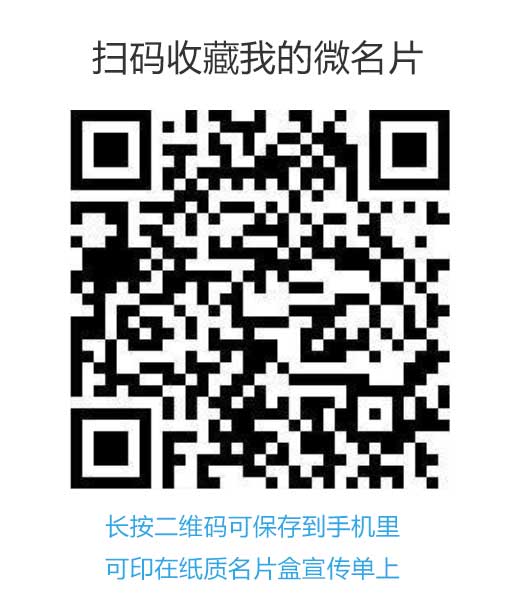 扫码收藏我的微名片
长按二维码可保存到手机里
可印在纸质名片盒宣传单上